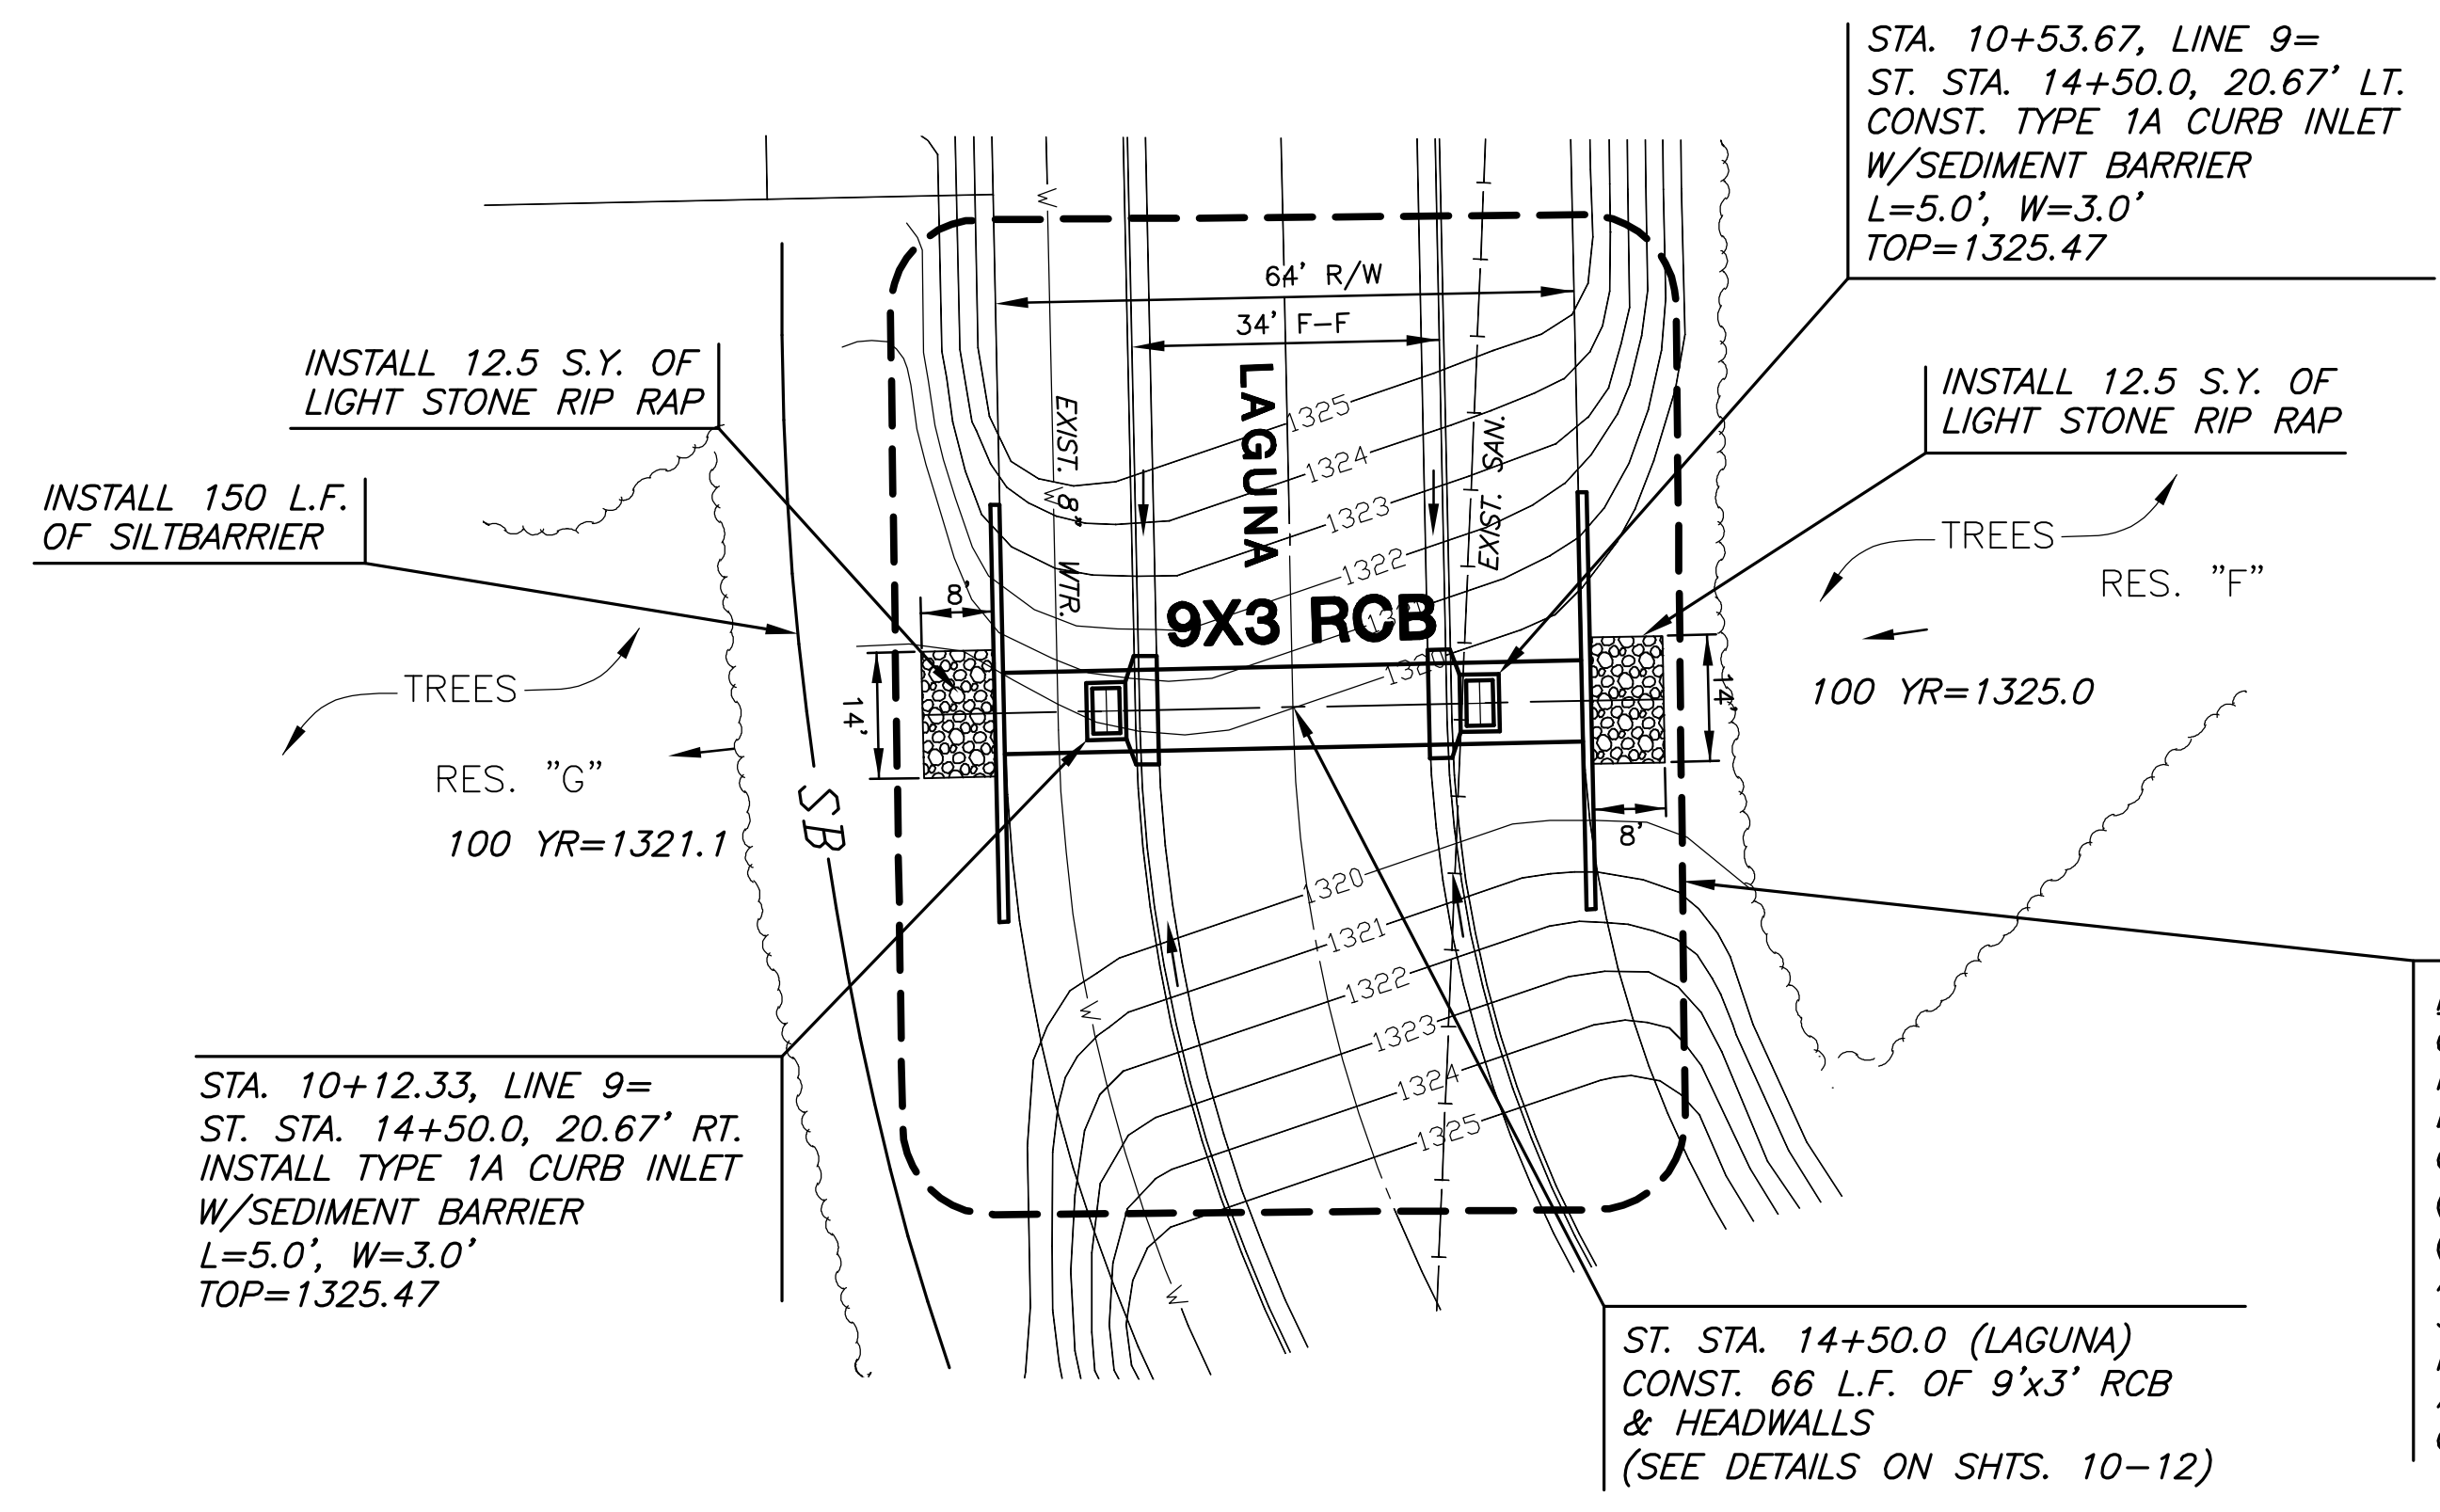 STA. 10+53.67, LINE 9=
ST. STA. 14+50.0, 20.67' LT.
CONST. TYPE 1A CURB INLET
W/SEDIMENT BARRIER
L=5.0', W=3.0'
TOP=1325.47
64' R/W
34' F-F
INSTALL 12.5 S.Y. OF
LIGHT STONE RIP RAP
INSTALL 12.5 S.Y. OF
LIGHT STONE RIP RAP
INSTALL 150 L.F.
OF SILTBARRIER
LAGUNA
EXIST. 8" WTR.
EXIST. SAN.
W
W
W
W
1325
1324
1323
1322
1320
9X3 RCB
8'
14'
14'
8'
TREES
RES. "F"
100 YR=1325.0
TREES
RES. "G"
100 YR=1321.1
SB
1320
1321
1322
1323
1324
1325
STA. 10+12.33, LINE 9=
ST. STA. 14+50.0, 20.67' RT.
INSTALL TYPE 1A CURB INLET
W/SEDIMENT BARRIER
L=5.0', W=3.0'
TOP=1325.47
ST. STA. 14+50.0 (LAGUNA)
CONST. 66 L.F. OF 9'x3' RCB
& HEADWALLS
(SEE DETAILS ON SHTS. 10-12)